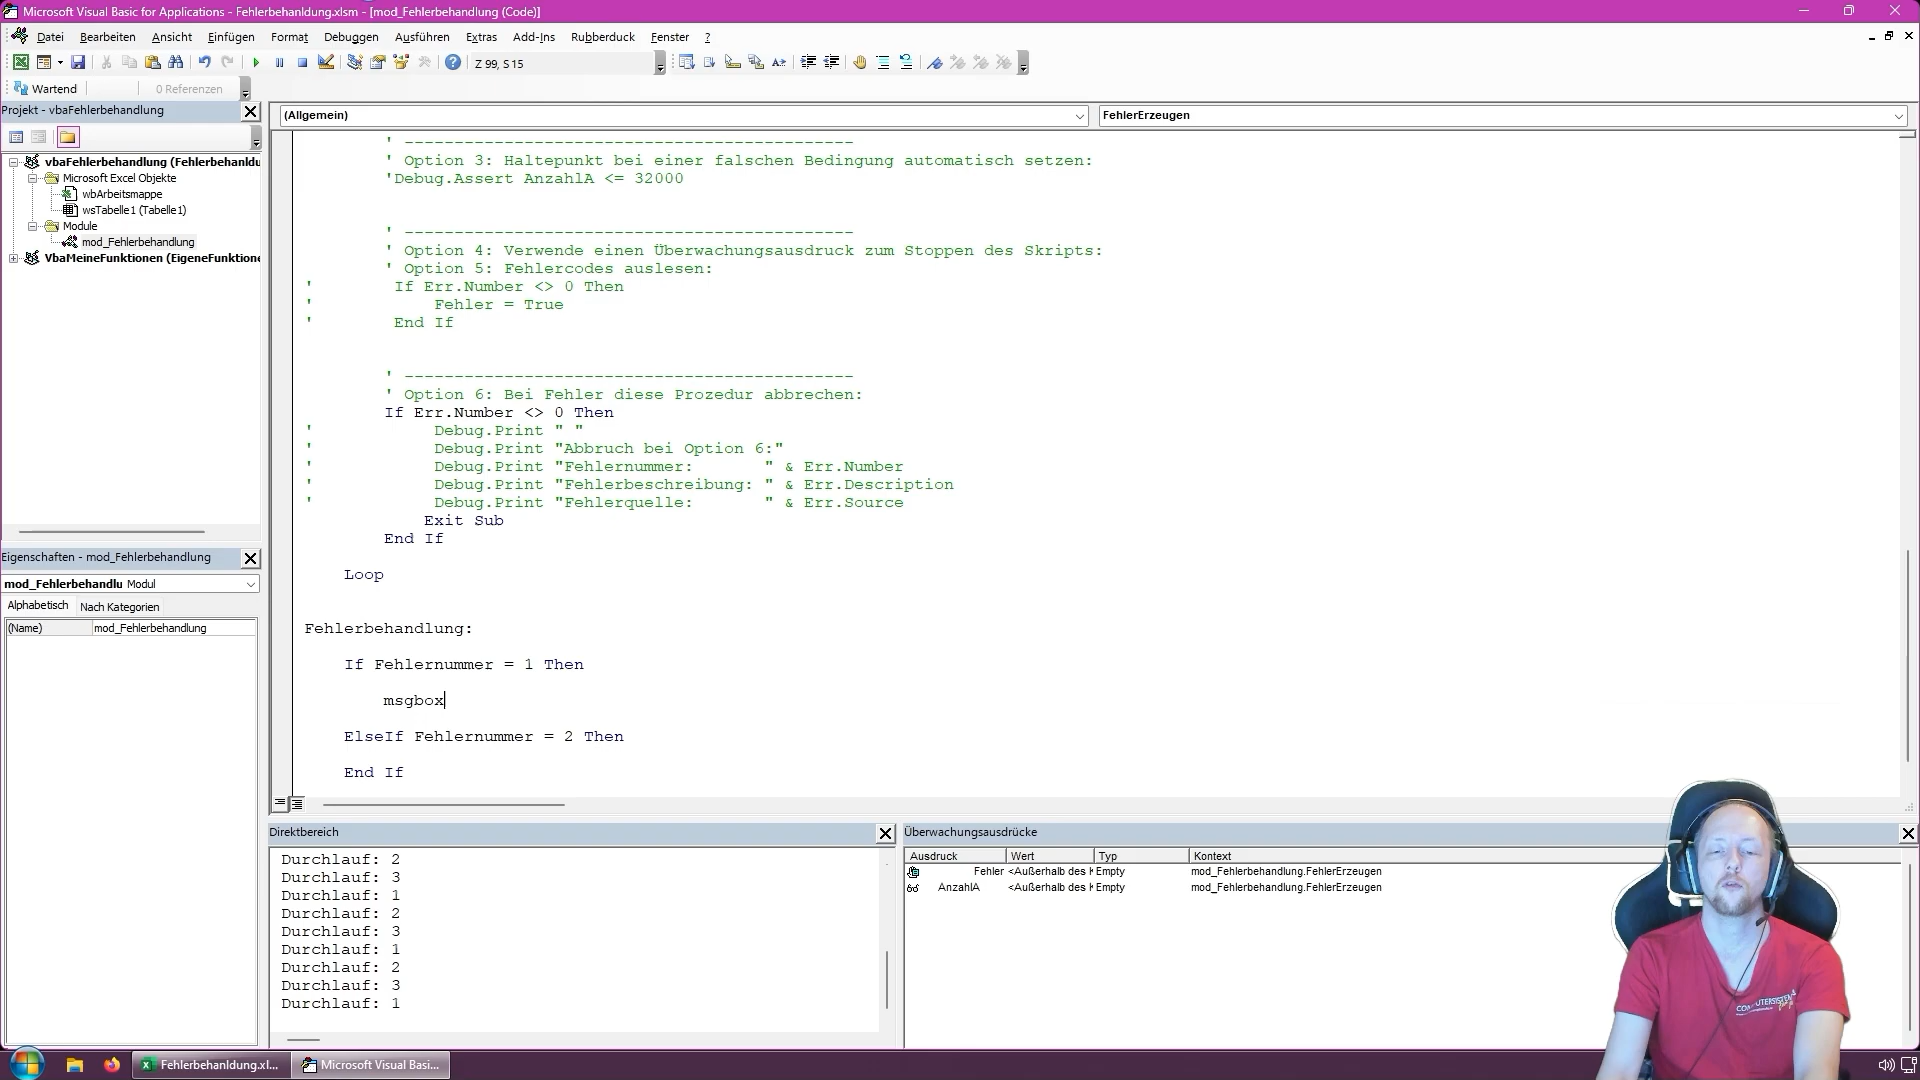 Microsoft Visual Basic for Applications - Fehlerbehanldung.xlsm - [mod_Fehlerbehandlung (Code)]
Datei Bearbeiten Ansicht Einfügen Format Debuggen Ausführen Extras Add-Ins Rubberduck Fenster ?
Z 99, S 15
Wartend 0 Referenzen
Projekt - vbaFehlerbehandlung
vbaFehlerbehandlung (Fehlerbehanldu
Microsoft Excel Objekte
wbArbeitsmappe
wsTabelle1 (Tabelle1)
Module
mod_Fehlerbehandlung
VbaMeineFunktionen (EigeneFunktione
Eigenschaften - mod_Fehlerbehandlung
mod_Fehlerbehandlu Modul
Alphabetisch Nach Kategorien
(Name) mod_Fehlerbehandlung
(Allgemein) FehlerErzeugen
' ---------------------------------------------
' Option 3: Haltepunkt bei einer falschen Bedingung automatisch setzen:
'Debug.Assert AnzahlA <= 32000
' ---------------------------------------------
' Option 4: Verwende einen Überwachungsausdruck zum Stoppen des Skripts:
' Option 5: Fehlercodes auslesen:
' If Err.Number <> 0 Then
' Fehler = True
' End If
' ---------------------------------------------
' Option 6: Bei Fehler diese Prozedur abbrechen:
If Err.Number <> 0 Then
' Debug.Print " "
' Debug.Print "Abbruch bei Option 6:"
' Debug.Print "Fehlernummer:       " & Err.Number
' Debug.Print "Fehlerbeschreibung: " & Err.Description
' Debug.Print "Fehlerquelle:       " & Err.Source
Exit Sub
End If
Loop
Fehlerbehandlung:
If Fehlernummer = 1 Then
msgbox
ElseIf Fehlernummer = 2 Then
End If
Direktbereich
Durchlauf: 2
Durchlauf: 3
Durchlauf: 1
Durchlauf: 2
Durchlauf: 3
Durchlauf: 1
Durchlauf: 2
Durchlauf: 3
Durchlauf: 1
Überwachungsausdrücke
Ausdruck Wert Typ Kontext
Fehler <Außerhalb des Empty mod_Fehlerbehandlung.FehlerErzeugen
AnzahlA <Außerhalb des Empty mod_Fehlerbehandlung.FehlerErzeugen
Fehlerbehanldung.xl... Microsoft Visual Basi...